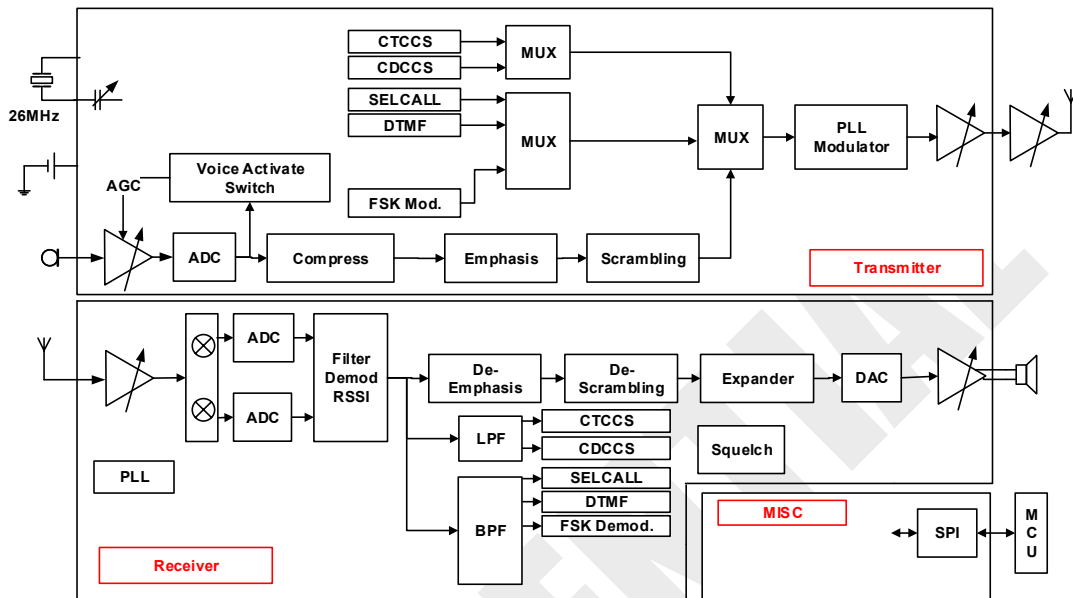 CTCCS
CDCCS
MUX
26MHz
SELCALL
DTMF
MUX
MUX
PLL
Modulator
AGC
Voice Activate
Switch
FSK Mod.
ADC
Compress
Emphasis
Scrambling
Transmitter
ADC
ADC
Filter
Demod
RSSI
De-
Emphasis
De-
Scrambling
Expander
DAC
LPF
CTCCS
CDCCS
Squelch
PLL
BPF
SELCALL
DTMF
FSK Demod.
Receiver
MISC
SPI
M
C
U